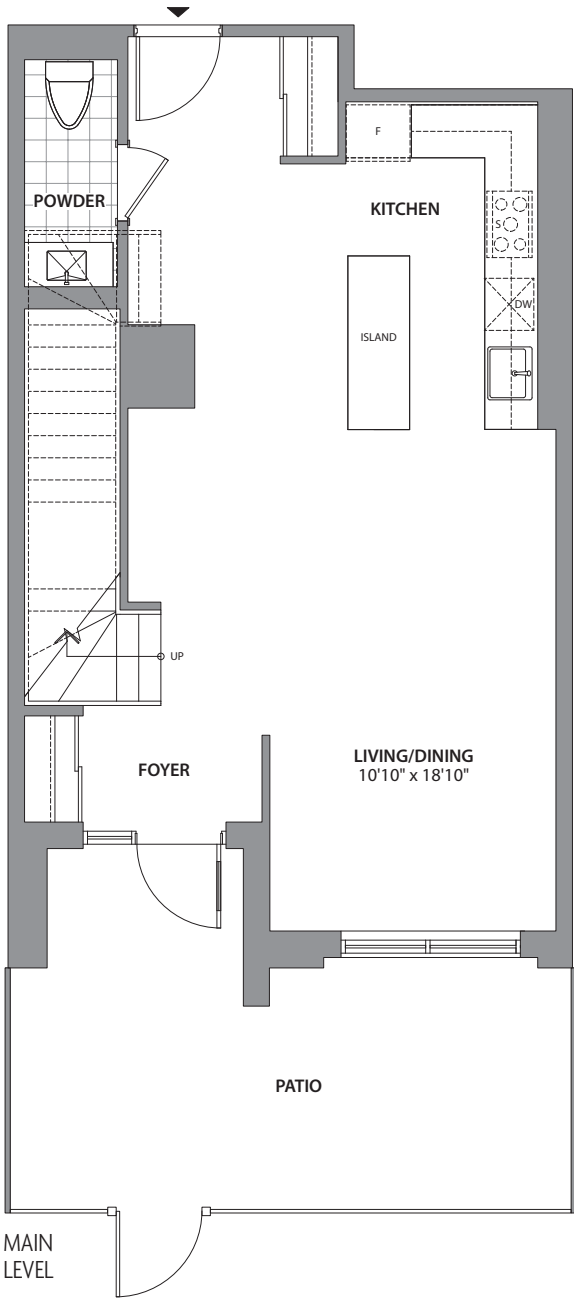 POWDER
F
KITCHEN
S
DW
ISLAND
UP
FOYER
LIVING/DINING
10'10" x 18'10"
PATIO
MAIN
LEVEL